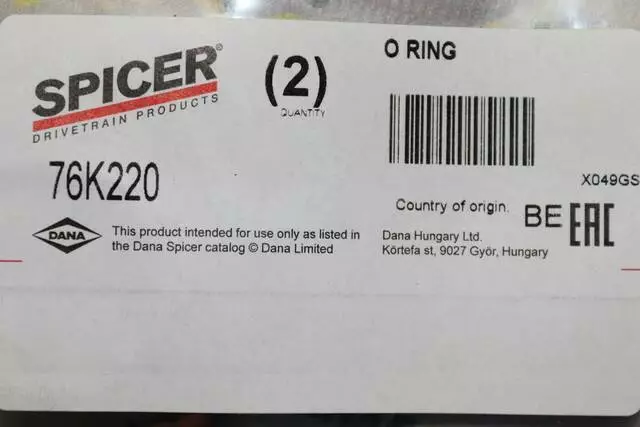 SPICER®
DRIVETRAIN PRODUCTS
(2)
QUANTITY
O RING
76K220
X049GS
Country of origin. BE EAC
DANA
This product intended for use only as listed in
the Dana Spicer catalog © Dana Limited
Dana Hungary Ltd.
Körtefa st, 9027 Győr, Hungary